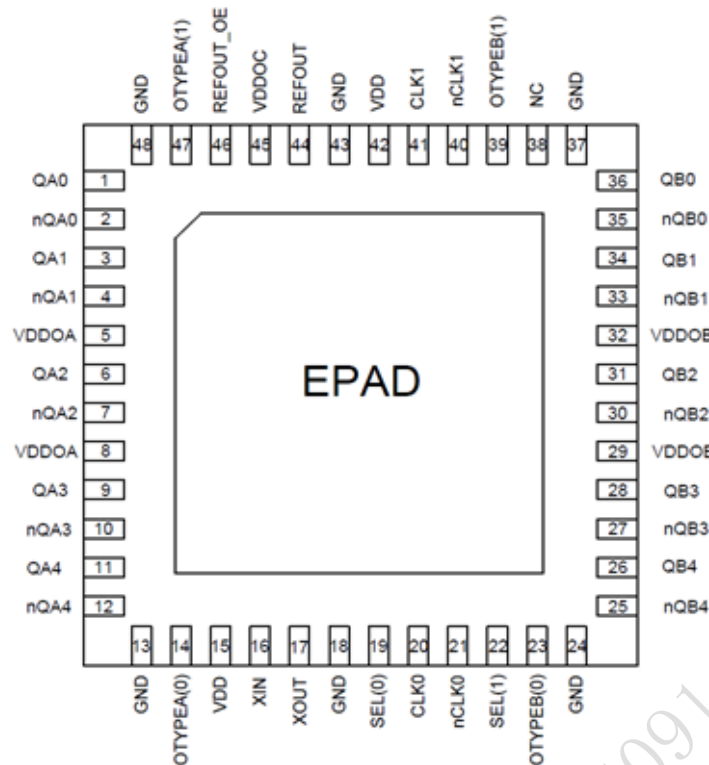 GND OTYPEA(1) REFOUT_OE VDDOC REFOUT GND VDD CLK1 nCLK1 OTYPEB(1) NC GND
48 47 46 45 44 43 42 41 40 39 38 37
QA0 1 36 QB0
nQA0 2 35 nQB0
QA1 3 34 QB1
nQA1 4 33 nQB1
VDDOA 5 32 VDDOB
QA2 6 31 QB2
EPAD
nQA2 7 30 nQB2
VDDOA 8 29 VDDOB
QA3 9 28 QB3
nQA3 10 27 nQB3
QA4 11 26 QB4
nQA4 12 25 nQB4
13 14 15 16 17 18 19 20 21 22 23 24
GND OTYPEA(0) VDD XIN XOUT GND SEL(0) CLK0 nCLK0 SEL(1) OTYPEB(0) GND